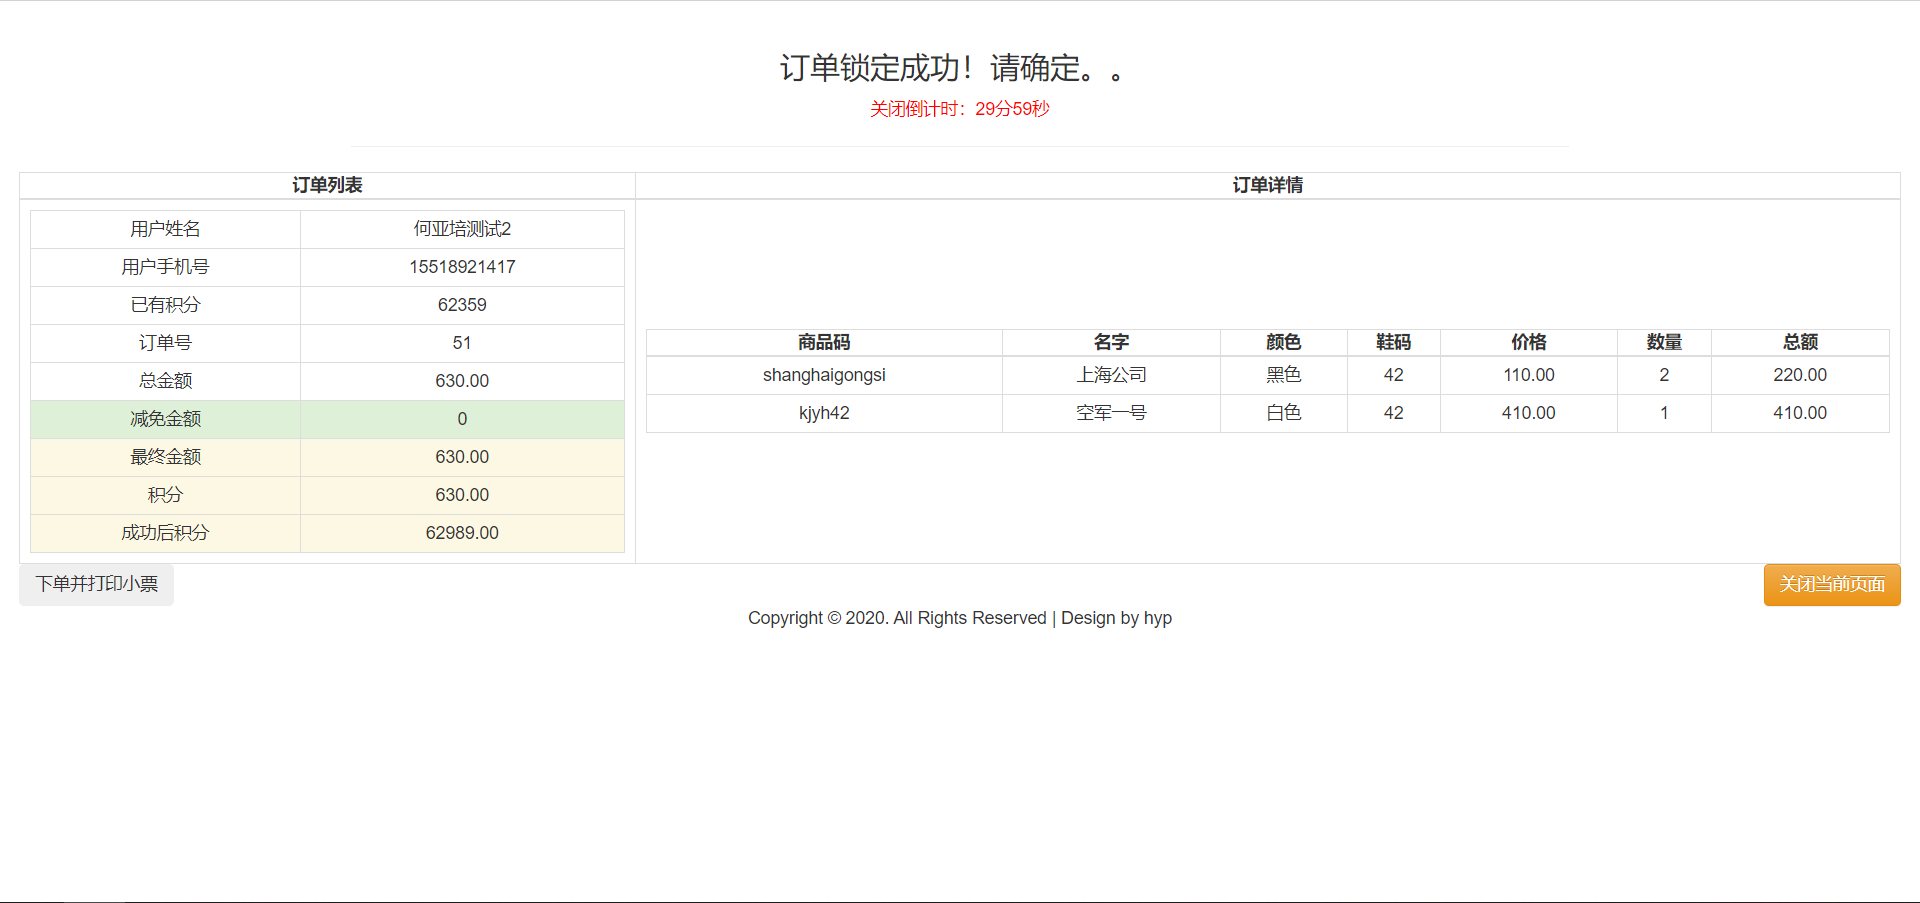 订单锁定成功！请确定。。
关闭倒计时：29分59秒
订单列表 订单详情
用户姓名 何亚培测试2
用户手机号 15518921417
已有积分 62359
订单号 51
总金额 630.00
减免金额 0
最终金额 630.00
积分 630.00
成功后积分 62989.00
商品码 名字 颜色 鞋码 价格 数量 总额
shanghaigongsi 上海公司 黑色 42 110.00 2 220.00
kjyh42 空军一号 白色 42 410.00 1 410.00
下单并打印小票 关闭当前页面
Copyright © 2020. All Rights Reserved | Design by hyp